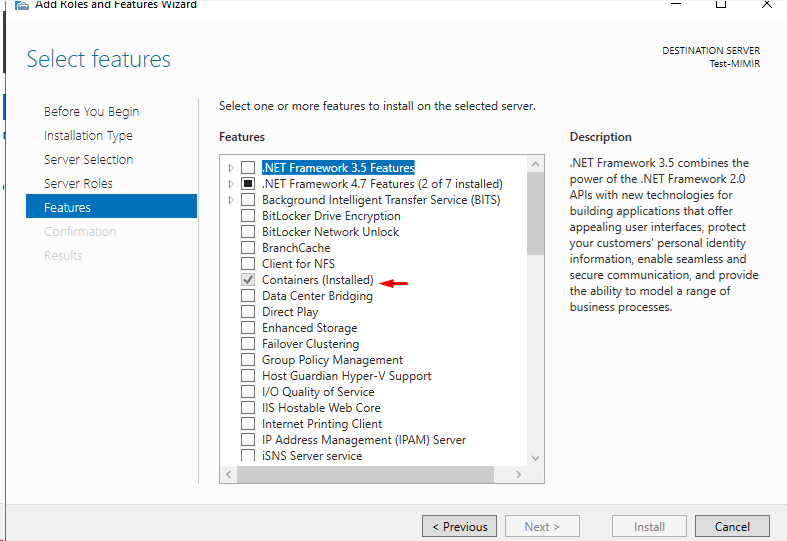 Add Roles and Features Wizard
Select features
DESTINATION SERVER
Test-MIMIR
Before You Begin
Installation Type
Server Selection
Server Roles
Features
Confirmation
Results
Select one or more features to install on the selected server.
Features
.NET Framework 3.5 Features
.NET Framework 4.7 Features (2 of 7 installed)
Background Intelligent Transfer Service (BITS)
BitLocker Drive Encryption
BitLocker Network Unlock
BranchCache
Client for NFS
Containers (Installed)
Data Center Bridging
Direct Play
Enhanced Storage
Failover Clustering
Group Policy Management
Host Guardian Hyper-V Support
I/O Quality of Service
IIS Hostable Web Core
Internet Printing Client
IP Address Management (IPAM) Server
iSNS Server service
Description
.NET Framework 3.5 combines the
power of the .NET Framework 2.0
APIs with new technologies for
building applications that offer
appealing user interfaces, protect
your customers' personal identity
information, enable seamless and
secure communication, and provide
the ability to model a range of
business processes.
< Previous
Next >
Install
Cancel